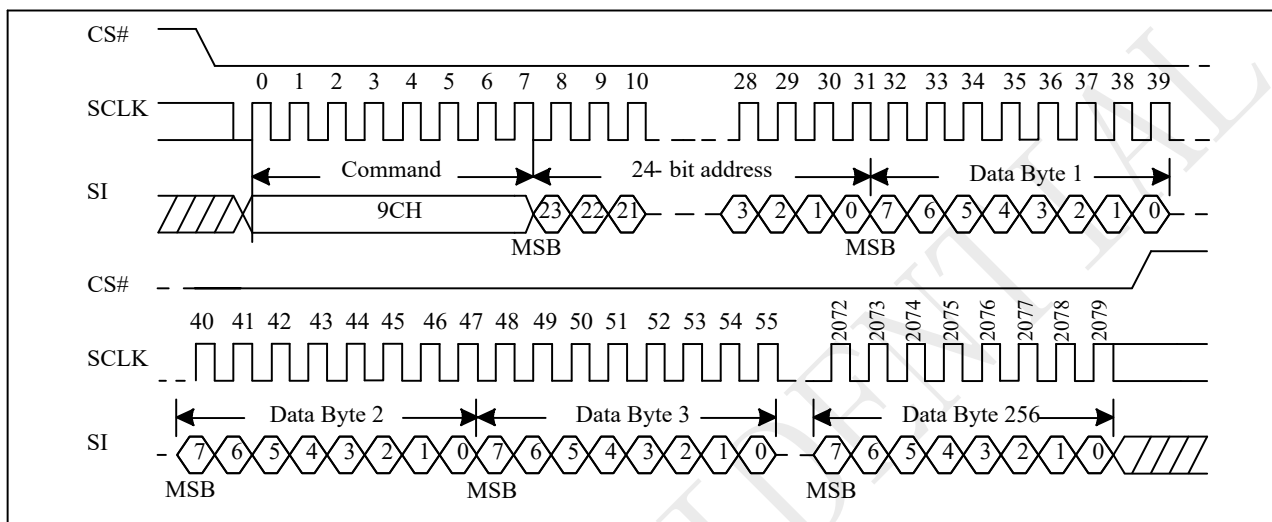 CS#
0 1 2 3 4 5 6 7 8 9 10 28 29 30 31 32 33 34 35 36 37 38 39
SCLK
Command 24- bit address Data Byte 1
SI
9CH 23 22 21 3 2 1 0 7 6 5 4 3 2 1 0
MSB MSB
CS#
40 41 42 43 44 45 46 47 48 49 50 51 52 53 54 55 2072 2073 2074 2075 2076 2077 2078 2079
SCLK
Data Byte 2 Data Byte 3 Data Byte 256
SI
7 6 5 4 3 2 1 0 7 6 5 4 3 2 1 0 7 6 5 4 3 2 1 0
MSB MSB MSB